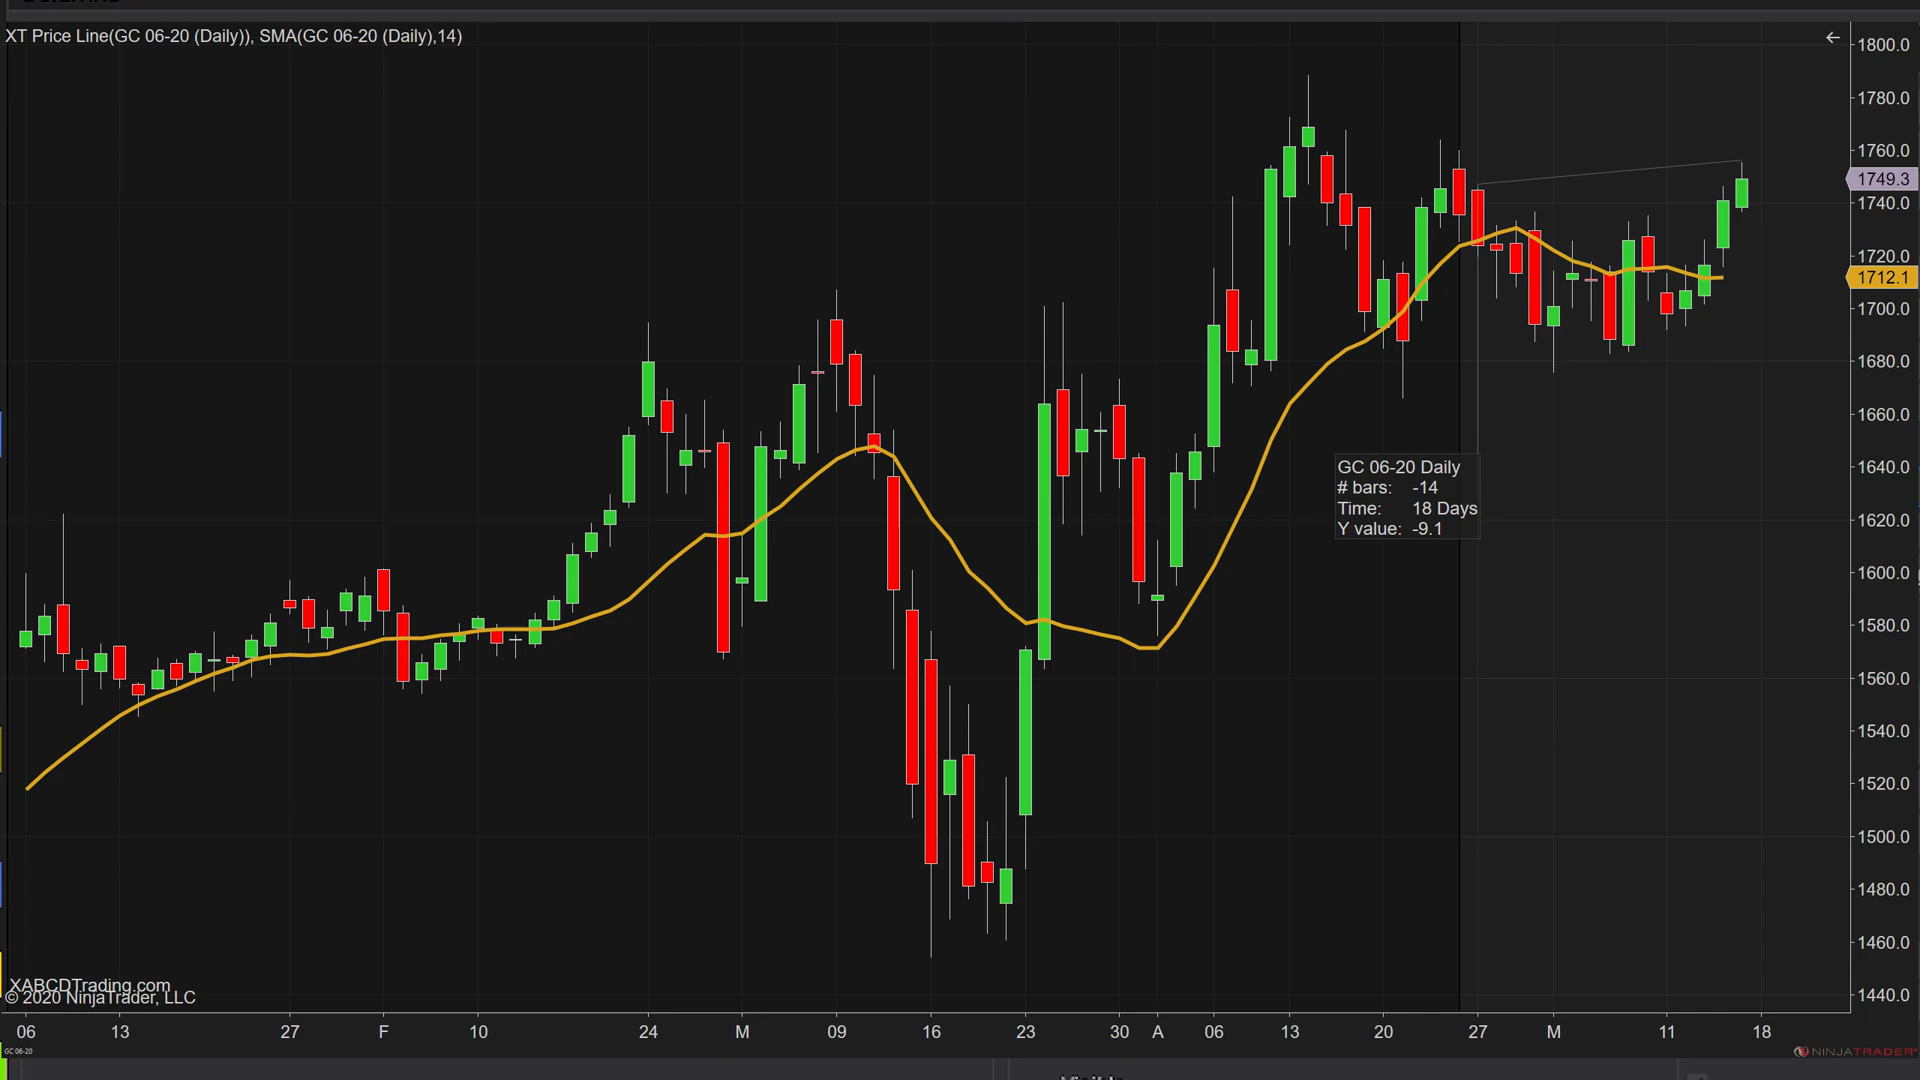 XT Price Line(GC 06-20 (Daily)), SMA(GC 06-20 (Daily),14)
1800.0
1780.0
1760.0
1749.3
1740.0
1720.0
1712.1
1700.0
1680.0
1660.0
1640.0
1620.0
1600.0
1580.0
1560.0
1540.0
1520.0
1500.0
1480.0
1460.0
1440.0
GC 06-20 Daily
# bars: -14
Time: 18 Days
Y value: -9.1
XABCDTrading.com
© 2020 NinjaTrader, LLC
06 13 27 F 10 24 M 09 16 23 30 A 06 13 20 27 M 11 18
GC 06-20
NINJATRADER